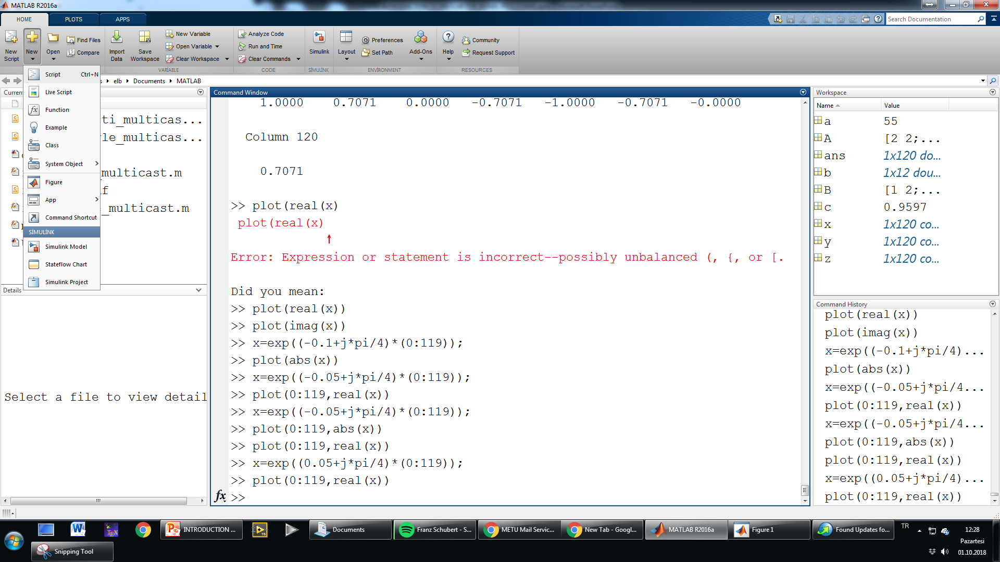 MATLAB R2016a
HOME PLOTS APPS
Search Documentation
New Script
New
Open
Find Files
Compare
Import Data
Save Workspace
New Variable
Open Variable
Clear Workspace
VARİABLE
Analyze Code
Run and Time
Clear Commands
CODE
Simulink
SİMULİNK
Layout
Preferences
Set Path
Add-Ons
ENVİRONMENT
Help
Community
Request Support
RESOURCES
s elb Documents MATLAB
Script Ctrl+N
Live Script
Function
Example
Class
System Object
Figure
App
Command Shortcut
SİMULİNK
Simulink Model
Stateflow Chart
Simulink Project
Curren
ti_multicas...
le_multicas...
multicast.m
f
_multicast.m
Details
Select a file to view detail
Command Window
1.0000 0.7071 0.0000 -0.7071 -1.0000 -0.7071 -0.0000
Column 120
0.7071
>> plot(real(x)
plot(real(x)
↑
Error: Expression or statement is incorrect--possibly unbalanced (, {, or [.
Did you mean:
>> plot(real(x))
>> plot(imag(x))
>> x=exp((-0.1+j*pi/4)*(0:119));
>> plot(abs(x))
>> x=exp((-0.05+j*pi/4)*(0:119));
>> plot(0:119,real(x))
>> x=exp((-0.05+j*pi/4)*(0:119));
>> plot(0:119,abs(x))
>> plot(0:119,real(x))
>> x=exp((0.05+j*pi/4)*(0:119));
>> plot(0:119,real(x))
fx >>
Workspace
Name Value
a 55
A [2 2;...
ans 1x120 do...
b 1x12 dou...
B [1 2;...
c 0.9597
x 1x120 co...
y 1x120 co...
z 1x120 co...
Command History
plot(real(x))
plot(imag(x))
x=exp((-0.1+j*pi/4)...
plot(abs(x))
x=exp((-0.05+j*pi/4...
plot(0:119,real(x))
x=exp((-0.05+j*pi/4...
plot(0:119,abs(x))
plot(0:119,real(x))
x=exp((0.05+j*pi/4)...
plot(0:119,real(x))
INTRODUCTION ...
Documents
Franz Schubert - S...
METU Mail Servic...
New Tab - Googl...
MATLAB R2016a
Figure 1
Found Updates fo...
Snipping Tool
TR
12:28
Pazartesi
01.10.2018